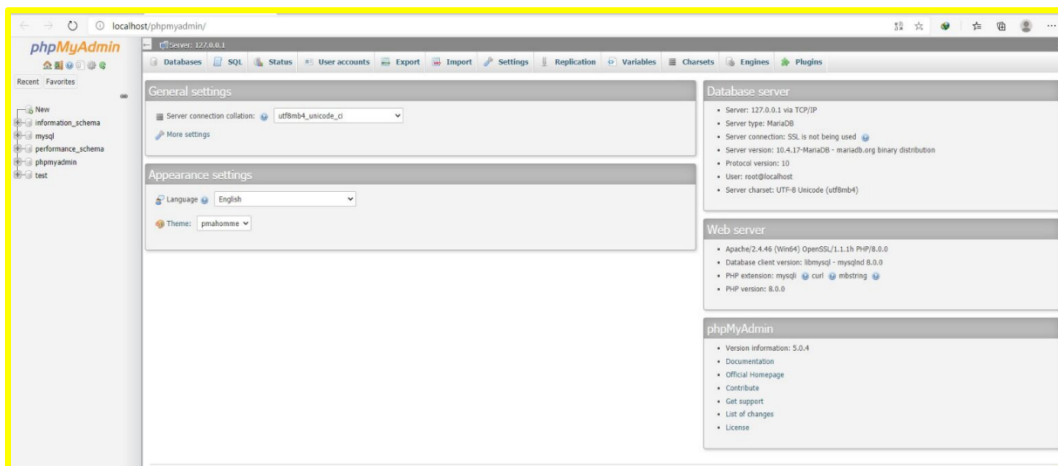 localhost/phpmyadmin/
phpMyAdmin
Recent Favorites
New
information_schema
mysql
performance_schema
phpmyadmin
test
Server: 127.0.0.1
Databases SQL Status User accounts Export Import Settings Replication Variables Charsets Engines Plugins
General settings
Server connection collation: utf8mb4_unicode_ci
More settings
Appearance settings
Language English
Theme: pmahomme
Database server
Server: 127.0.0.1 via TCP/IP
Server type: MariaDB
Server connection: SSL is not being used
Server version: 10.4.17-MariaDB - mariadb.org binary distribution
Protocol version: 10
User: root@localhost
Server charset: UTF-8 Unicode (utf8mb4)
Web server
Apache/2.4.46 (Win64) OpenSSL/1.1.1h PHP/8.0.0
Database client version: libmysql - mysqlnd 8.0.0
PHP extension: mysqli curl mbstring
PHP version: 8.0.0
phpMyAdmin
Version information: 5.0.4
Documentation
Official Homepage
Contribute
Get support
List of changes
License